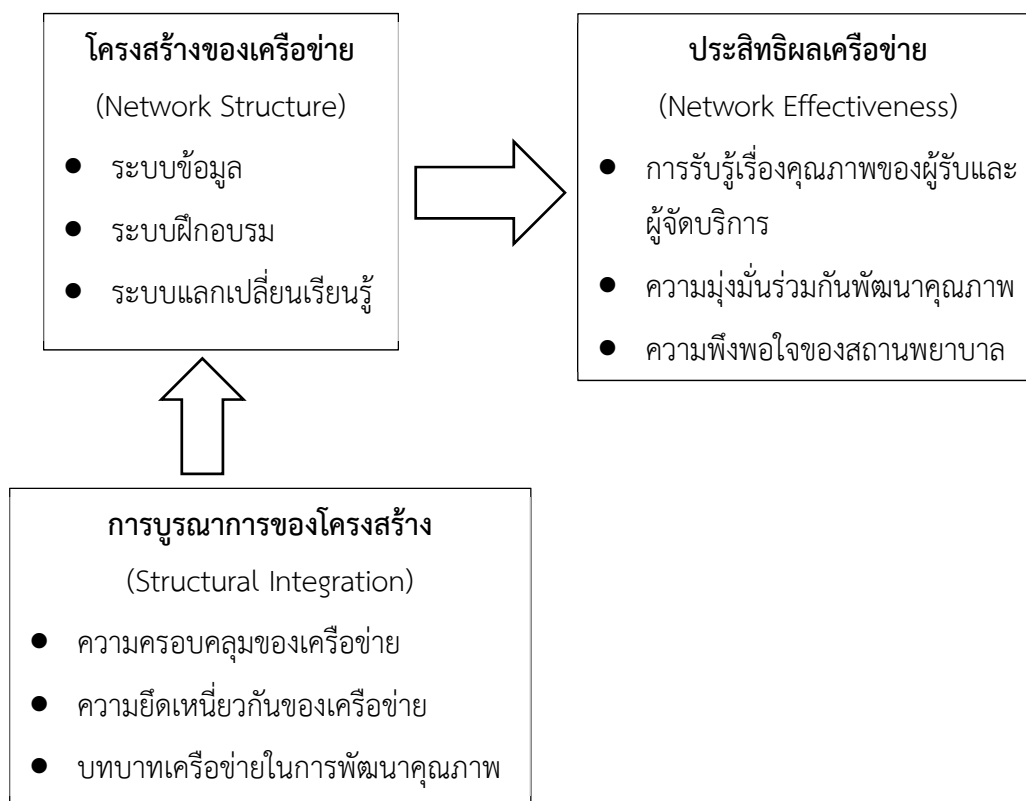 โครงสร้างของเครือข่าย
(Network Structure)
● ระบบข้อมูล
● ระบบฝึกอบรม
● ระบบแลกเปลี่ยนเรียนรู้
ประสิทธิผลเครือข่าย
(Network Effectiveness)
● การรับรู้เรื่องคุณภาพของผู้รับและ
ผู้จัดบริการ
● ความมุ่งมั่นร่วมกันพัฒนาคุณภาพ
● ความพึงพอใจของสถานพยาบาล
การบูรณาการของโครงสร้าง
(Structural Integration)
● ความครอบคลุมของเครือข่าย
● ความยึดเหนี่ยวกันของเครือข่าย
● บทบาทเครือข่ายในการพัฒนาคุณภาพ